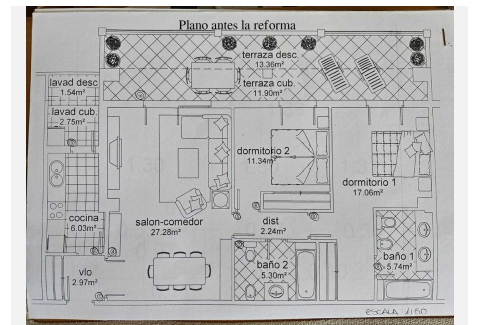 Plano antes la reforma
terraza desc.
13.36m²
lavad desc
1.54m²
terraza cub.
11.90m²
lavad cub.
2.75m²
dormitorio 2
11.34m²
dormitorio 1
17.06m²
cocina
6.03m²
salon-comedor
27.28m²
dist
2.24m²
baño 1
5.74m²
baño 2
5.30m²
vlo
2.97m²
ESCALA 1/50